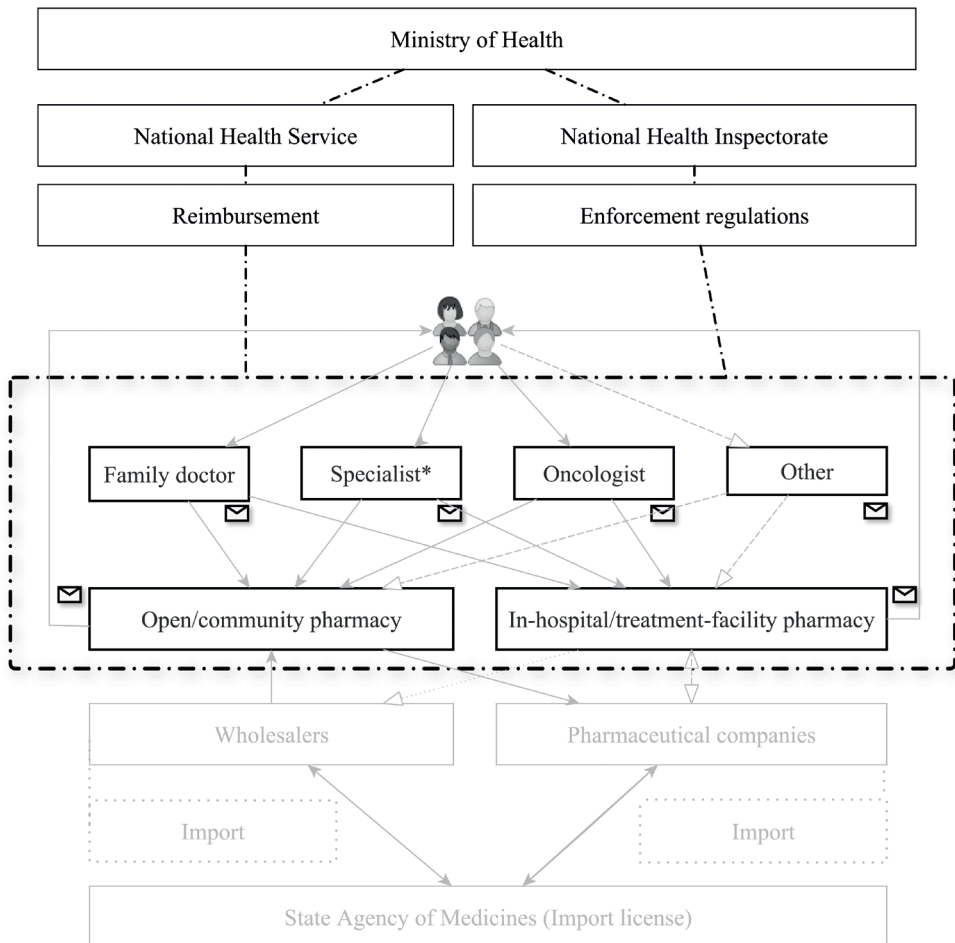 Ministry of Health
National Health Service
National Health Inspectorate
Reimbursement
Enforcement regulations
Family doctor
Specialist*
Oncologist
Other
Open/community pharmacy
In-hospital/treatment-facility pharmacy
Wholesalers
Pharmaceutical companies
Import
Import
State Agency of Medicines (Import license)